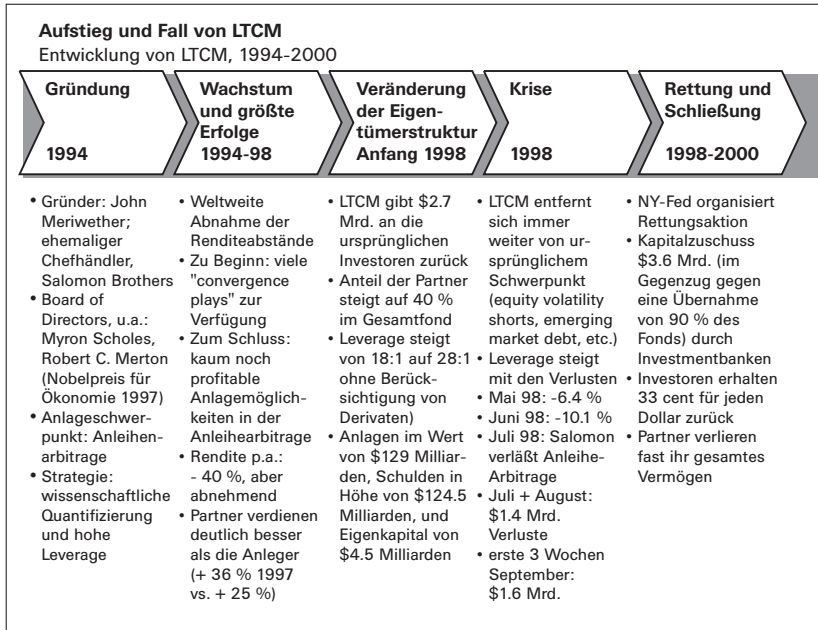 Aufstieg und Fall von LTCM
Entwicklung von LTCM, 1994-2000
Gründung
1994
Wachstum
und größte
Erfolge
1994-98
Veränderung
der Eigen-
tümerstruktur
Anfang 1998
Krise
1998
Rettung und
Schließung
1998-2000
• Gründer: John
Meriwether;
ehemaliger
Chefhändler,
Salomon Brothers
• Board of
Directors, u.a.:
Myron Scholes,
Robert C. Merton
(Nobelpreis für
Ökonomie 1997)
• Anlageschwer-
punkt: Anleihen-
arbitrage
• Strategie:
wissenschaftliche
Quantifizierung
und hohe
Leverage
• Weltweite
Abnahme der
Renditeabstände
• Zu Beginn: viele
"convergence
plays" zur
Verfügung
• Zum Schluss:
kaum noch
profitable
Anlagemöglich-
keiten in der
Anleihearbitrage
• Rendite p.a.:
- 40 %, aber
abnehmend
• Partner verdienen
deutlich besser
als die Anleger
(+ 36 % 1997
vs. + 25 %)
• LTCM gibt $2.7
Mrd. an die
ursprünglichen
Investoren zurück
• Anteil der Partner
steigt auf 40 %
im Gesamtfond
• Leverage steigt
von 18:1 auf 28:1
ohne Berück-
sichtigung von
Derivaten)
• Anlagen im Wert
von $129 Milliar-
den, Schulden in
Höhe von $124.5
Milliarden, und
Eigenkapital von
$4.5 Milliarden
• LTCM entfernt
sich immer
weiter von ur-
sprünglichem
Schwerpunkt
(equity volatility
shorts, emerging
market debt, etc.)
• Leverage steigt
mit den Verlusten
• Mai 98: -6.4 %
• Juni 98: -10.1 %
• Juli 98: Salomon
verläßt Anleihe-
Arbitrage
• Juli + August:
$1.4 Mrd.
Verluste
• erste 3 Wochen
September:
$1.6 Mrd.
• NY-Fed organisiert
Rettungsaktion
• Kapitalzuschuss
$3.6 Mrd. (im
Gegenzug gegen
eine Übernahme
von 90 % des
Fonds) durch
Investmentbanken
• Investoren erhalten
33 cent für jeden
Dollar zurück
• Partner verlieren
fast ihr gesamtes
Vermögen